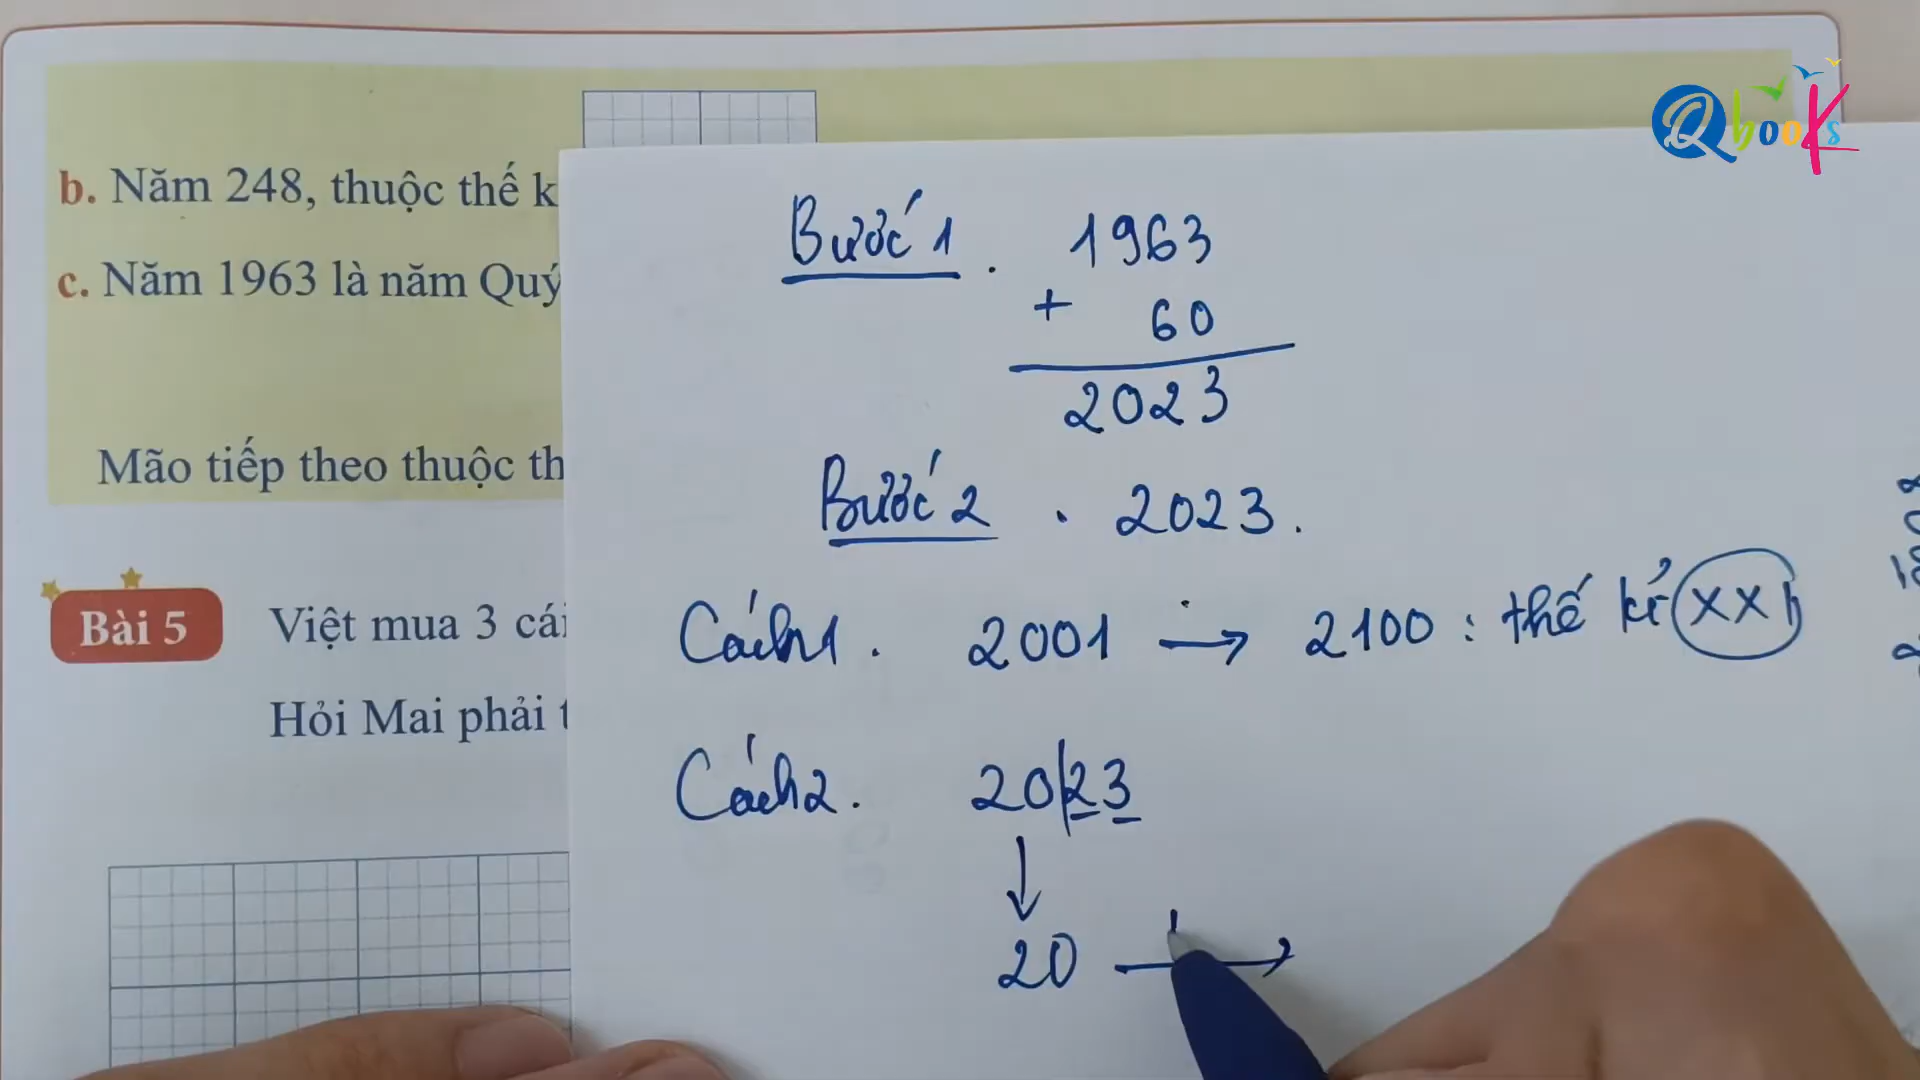 Qbooks
b. Năm 248, thuộc thế k
c. Năm 1963 là năm Quý
Mão tiếp theo thuộc th
Bài 5 Việt mua 3 cái
Hỏi Mai phải t
Bước 1. 1963
+ 60
2023
Bước 2. 2023.
Cách 1. 2001 → 2100 : thế kỉ XXI
Cách 2. 20|23
↓
20 →